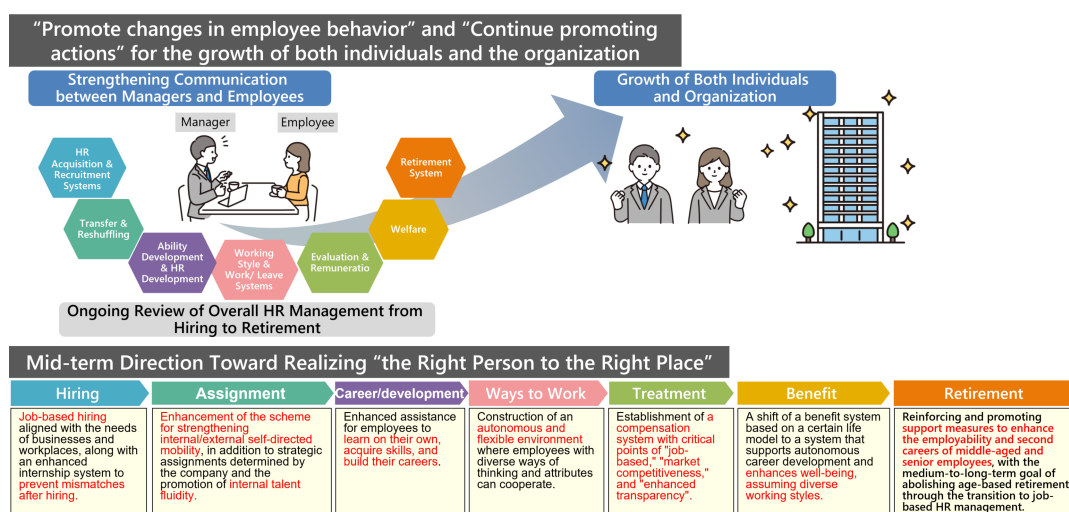 “Promote changes in employee behavior” and “Continue promoting
actions” for the growth of both individuals and the organization
Strengthening Communication
between Managers and Employees
Growth of Both Individuals
and Organization
Manager
Employee
HR
Acquisition &
Recruitment
Systems
Transfer &
Reshuffling
Ability
Development
& HR
Development
Working
Style &
Work/ Leave
Systems
Evaluation &
Remuneratio
Welfare
Retirement
System
Ongoing Review of Overall HR Management from
Hiring to Retirement
Mid-term Direction Toward Realizing “the Right Person to the Right Place”
Hiring
Job-based hiring
aligned with the needs
of businesses and
workplaces, along with
an enhanced
internship system to
prevent mismatches
after hiring.
Assignment
Enhancement of the scheme
for strengthening
internal/external self-directed
mobility, in addition to strategic
assignments determined by
the company and the
promotion of internal talent
fluidity.
Career/development
Enhanced assistance
for employees to
learn on their own,
acquire skills, and
build their careers.
Ways to Work
Construction of an
autonomous and
flexible environment
where employees with
diverse ways of
thinking and attributes
can cooperate.
Treatment
Establishment of a
compensation
system with critical
points of "job-
based," "market
competitiveness,"
and "enhanced
transparency".
Benefit
A shift of a benefit system
based on a certain life
model to a system that
supports autonomous
career development and
enhances well-being,
assuming diverse
working styles.
Retirement
Reinforcing and promoting
support measures to enhance
the employability and second
careers of middle-aged and
senior employees, with the
medium-to-long-term goal of
abolishing age-based retirement
through the transition to job-
based HR management.